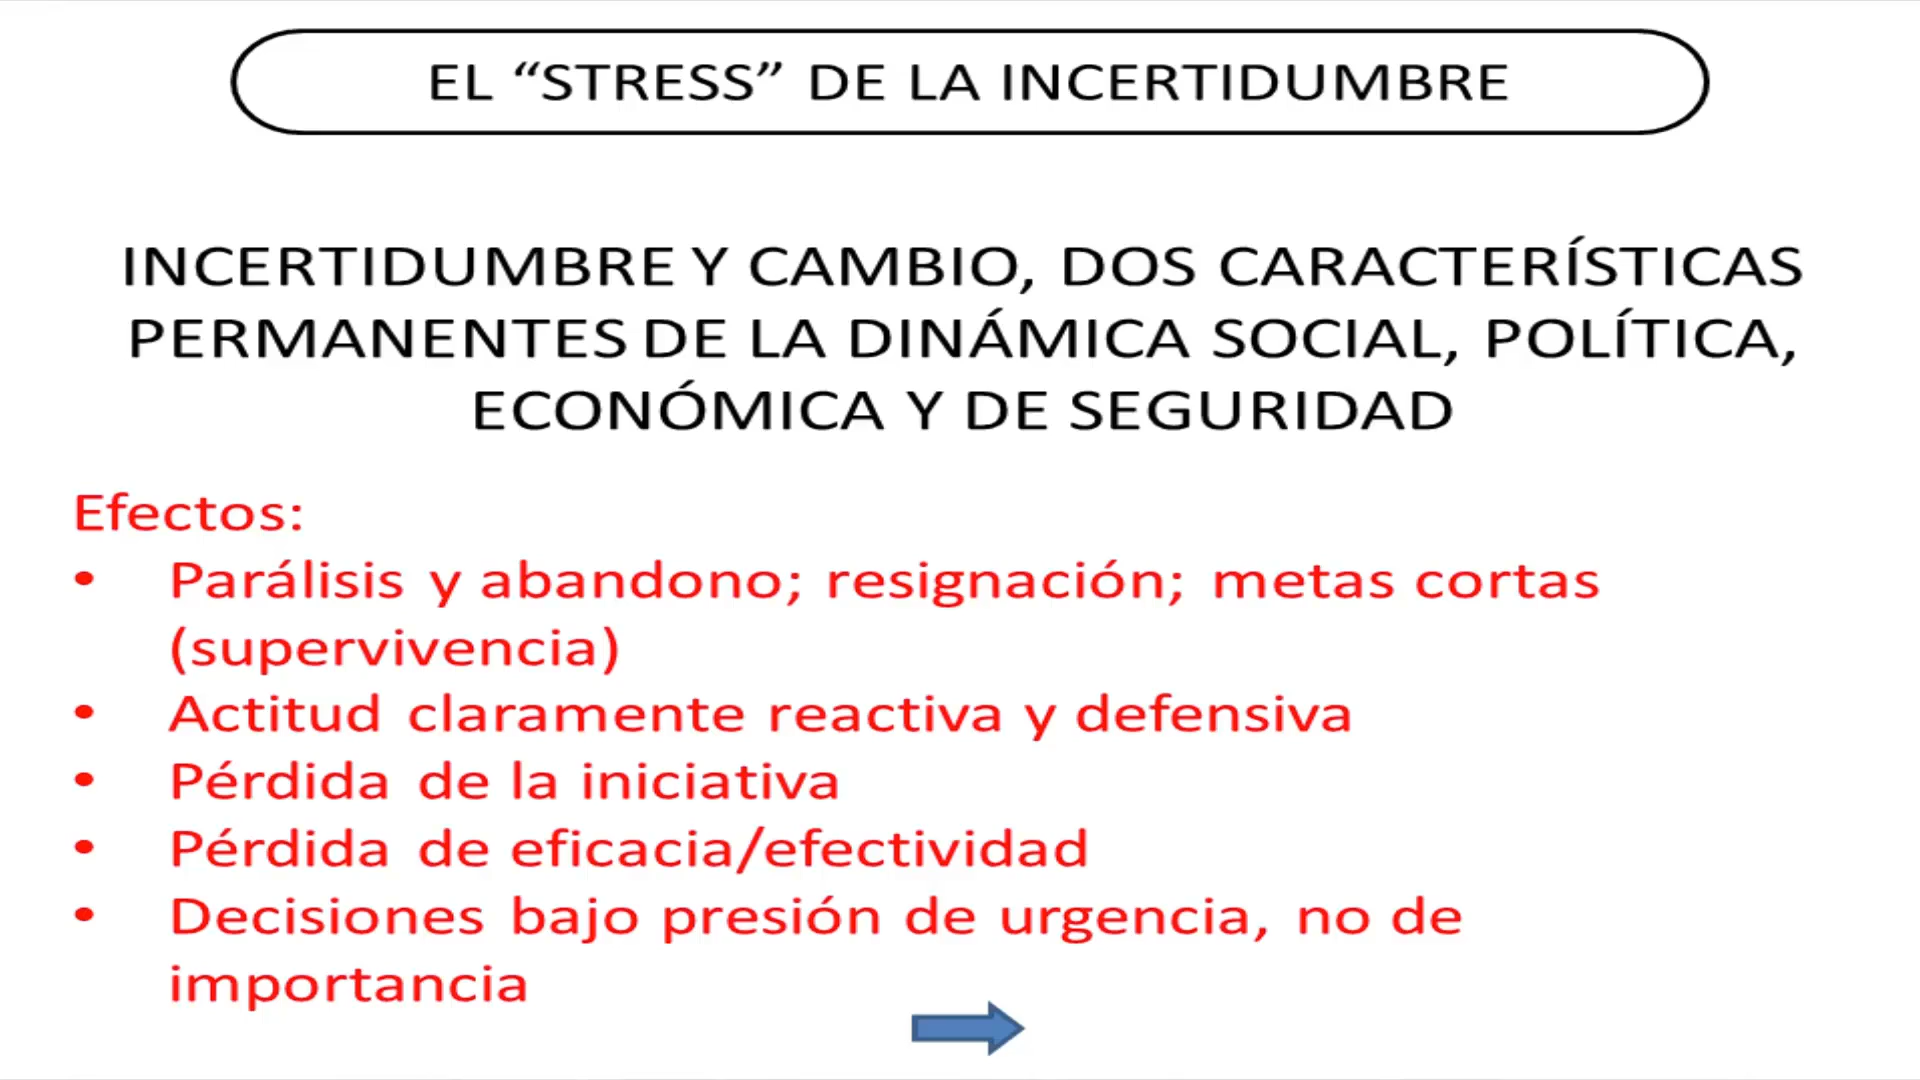 EL “STRESS” DE LA INCERTIDUMBRE
INCERTIDUMBRE Y CAMBIO, DOS CARACTERÍSTICAS
PERMANENTES DE LA DINÁMICA SOCIAL, POLÍTICA,
ECONÓMICA Y DE SEGURIDAD
Efectos:
• Parálisis y abandono; resignación; metas cortas
(supervivencia)
• Actitud claramente reactiva y defensiva
• Pérdida de la iniciativa
• Pérdida de eficacia/efectividad
• Decisiones bajo presión de urgencia, no de
importancia